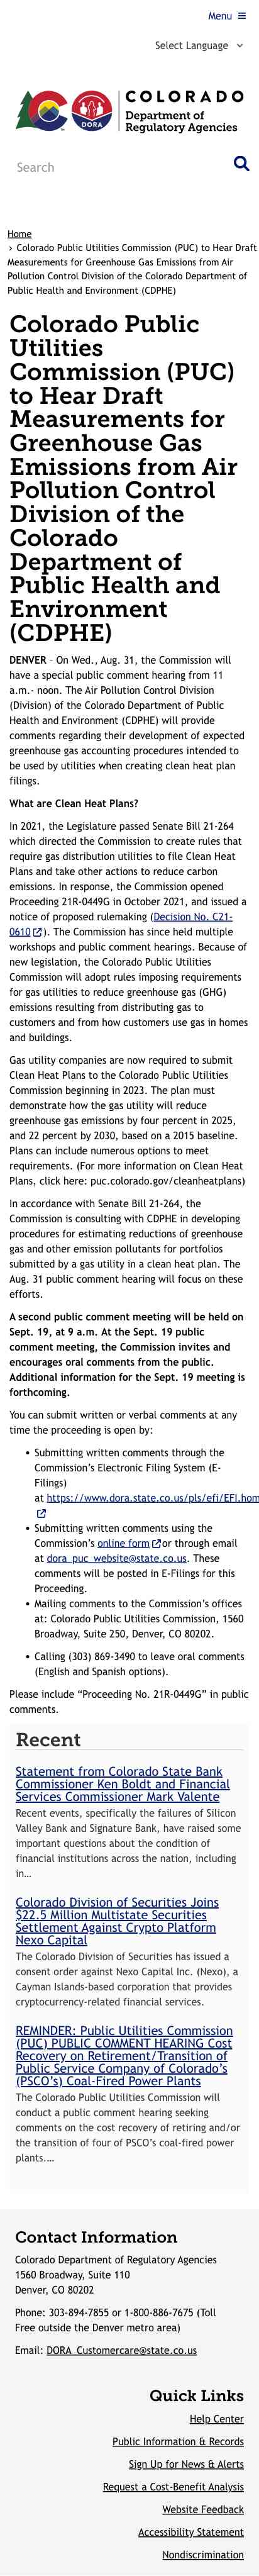 Menu
Select Language
COLORADO
Department of
Regulatory Agencies
DORA
Search
Home
› Colorado Public Utilities Commission (PUC) to Hear Draft
Measurements for Greenhouse Gas Emissions from Air
Pollution Control Division of the Colorado Department of
Public Health and Environment (CDPHE)
Colorado Public
Utilities
Commission (PUC)
to Hear Draft
Measurements for
Greenhouse Gas
Emissions from Air
Pollution Control
Division of the
Colorado
Department of
Public Health and
Environment
(CDPHE)
DENVER – On Wed., Aug. 31, the Commission will
have a special public comment hearing from 11
a.m.- noon. The Air Pollution Control Division
(Division) of the Colorado Department of Public
Health and Environment (CDPHE) will provide
comments regarding their development of expected
greenhouse gas accounting procedures intended to
be used by utilities when creating clean heat plan
filings.
What are Clean Heat Plans?
In 2021, the Legislature passed Senate Bill 21-264
which directed the Commission to create rules that
require gas distribution utilities to file Clean Heat
Plans and take other actions to reduce carbon
emissions. In response, the Commission opened
Proceeding 21R-0449G in October 2021, and issued a
notice of proposed rulemaking (Decision No. C21-
0610). The Commission has since held multiple
workshops and public comment hearings. Because of
new legislation, the Colorado Public Utilities
Commission will adopt rules imposing requirements
for gas utilities to reduce greenhouse gas (GHG)
emissions resulting from distributing gas to
customers and from how customers use gas in homes
and buildings.
Gas utility companies are now required to submit
Clean Heat Plans to the Colorado Public Utilities
Commission beginning in 2023. The plan must
demonstrate how the gas utility will reduce
greenhouse gas emissions by four percent in 2025,
and 22 percent by 2030, based on a 2015 baseline.
Plans can include numerous options to meet
requirements. (For more information on Clean Heat
Plans, click here: puc.colorado.gov/cleanheatplans)
In accordance with Senate Bill 21-264, the
Commission is consulting with CDPHE in developing
procedures for estimating reductions of greenhouse
gas and other emission pollutants for portfolios
submitted by a gas utility in a clean heat plan. The
Aug. 31 public comment hearing will focus on these
efforts.
A second public comment meeting will be held on
Sept. 19, at 9 a.m. At the Sept. 19 public
comment meeting, the Commission invites and
encourages oral comments from the public.
Additional information for the Sept. 19 meeting is
forthcoming.
You can submit written or verbal comments at any
time the proceeding is open by:
• Submitting written comments through the
Commission’s Electronic Filing System (E-
Filings)
at https://www.dora.state.co.us/pls/efi/EFI.hom
• Submitting written comments using the
Commission’s online form or through email
at dora_puc_website@state.co.us. These
comments will be posted in E-Filings for this
Proceeding.
• Mailing comments to the Commission’s offices
at: Colorado Public Utilities Commission, 1560
Broadway, Suite 250, Denver, CO 80202.
• Calling (303) 869-3490 to leave oral comments
(English and Spanish options).
Please include “Proceeding No. 21R-0449G” in public
comments.
Recent
Statement from Colorado State Bank
Commissioner Ken Boldt and Financial
Services Commissioner Mark Valente
Recent events, specifically the failures of Silicon
Valley Bank and Signature Bank, have raised some
important questions about the condition of
financial institutions across the nation, including
in…
Colorado Division of Securities Joins
$22.5 Million Multistate Securities
Settlement Against Crypto Platform
Nexo Capital
The Colorado Division of Securities has issued a
consent order against Nexo Capital Inc. (Nexo), a
Cayman Islands-based corporation that provides
cryptocurrency-related financial services.
REMINDER: Public Utilities Commission
(PUC) PUBLIC COMMENT HEARING Cost
Recovery on Retirement/Transition of
Public Service Company of Colorado’s
(PSCO’s) Coal-Fired Power Plants
The Colorado Public Utilities Commission will
conduct a public comment hearing seeking
comments on the cost recovery of retiring and/or
the transition of four of PSCO’s coal-fired power
plants.…
Contact Information
Colorado Department of Regulatory Agencies
1560 Broadway, Suite 110
Denver, CO 80202
Phone: 303-894-7855 or 1-800-886-7675 (Toll
Free outside the Denver metro area)
Email: DORA_Customercare@state.co.us
Quick Links
Help Center
Public Information & Records
Sign Up for News & Alerts
Request a Cost-Benefit Analysis
Website Feedback
Accessibility Statement
Nondiscrimination